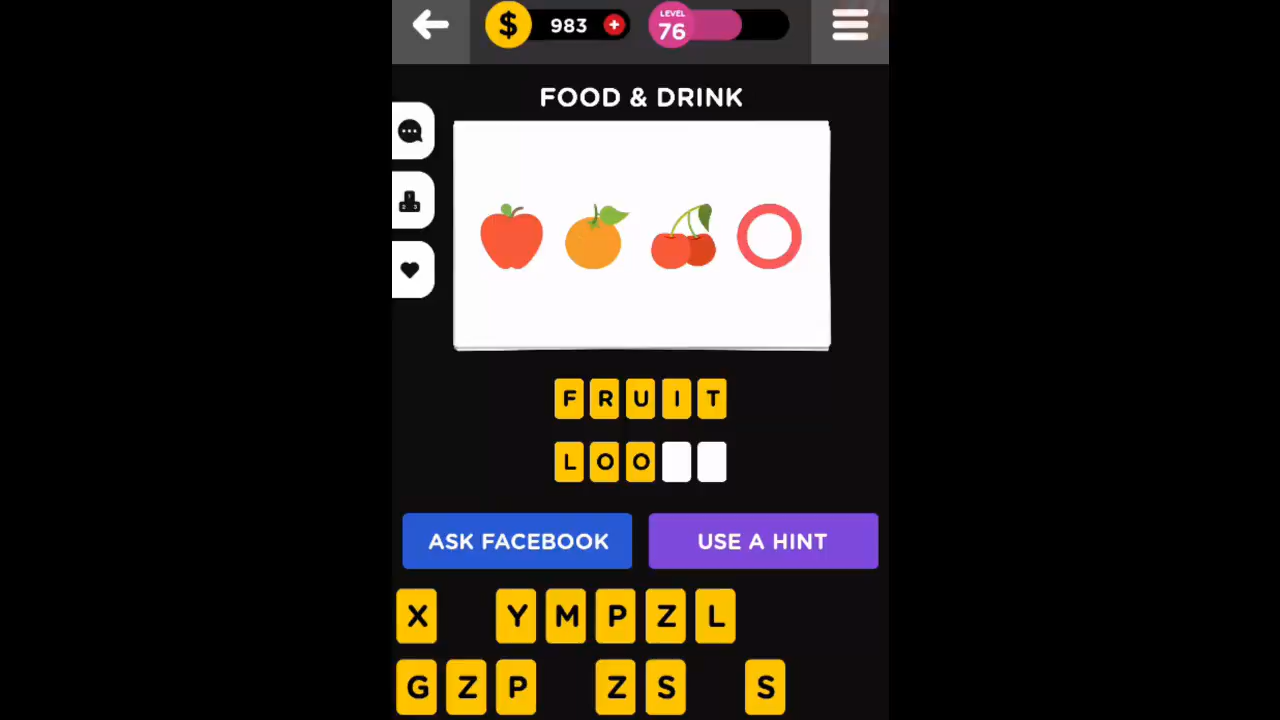 $ 983 + LEVEL
76
FOOD & DRINK
FRUIT
LOO
ASK FACEBOOK USE A HINT
X Y M P Z L
G Z P Z S S